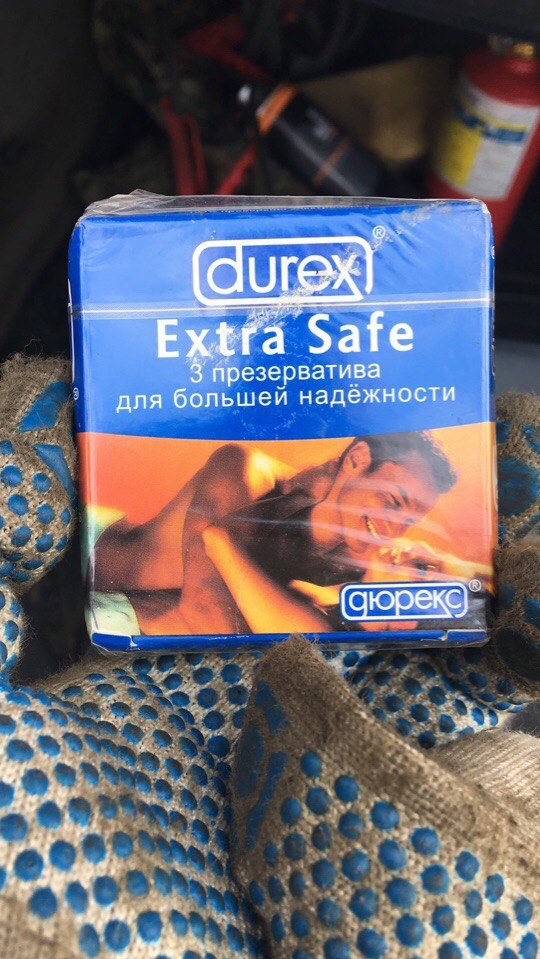 durex®
Extra Safe
3 презерватива
для большей надёжности
дюрекс®